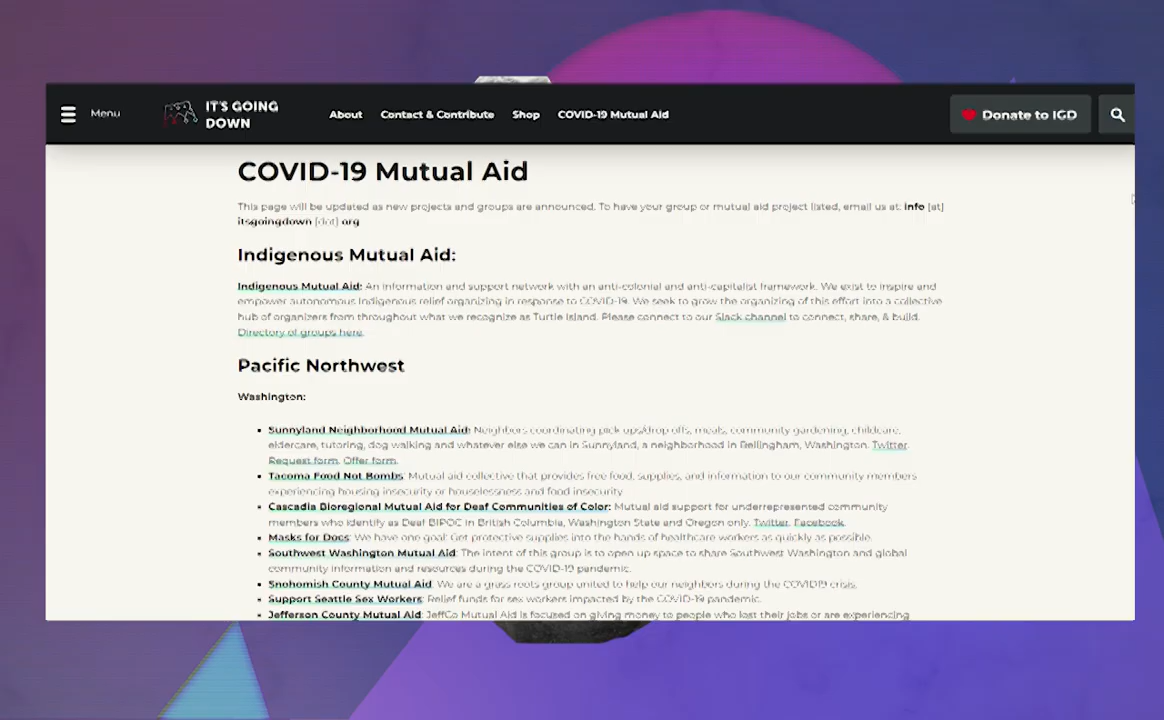 Menu
IT'S GOING
DOWN
About
Contact & Contribute
Shop
COVID-19 Mutual Aid
Donate to IGD
COVID-19 Mutual Aid
This page will be updated as new projects and groups are announced. To have your group or mutual aid project listed, email us at: info [at]
itsgoingdown [dot] org
Indigenous Mutual Aid:
Indigenous Mutual Aid: An information and support network with an anti-colonial and anti-capitalist framework. We exist to inspire and
empower autonomous Indigenous relief organizing in response to COVID-19. We seek to grow the organizing of this effort into a collective
hub of organizers from throughout what we recognize as Turtle Island. Please connect to our Slack channel to connect, share, & build.
Directory of groups here.
Pacific Northwest
Washington:
Sunnyland Neighborhood Mutual Aid: Neighbors coordinating pick ups/drop offs, meals, community gardening, childcare,
eldercare, tutoring, dog walking and whatever else we can in Sunnyland, a neighborhood in Bellingham, Washington. Twitter.
Request form. Offer form.
Tacoma Food Not Bombs: Mutual aid collective that provides free food, supplies, and information to our community members
experiencing housing insecurity or houselessness and food insecurity.
Cascadia Bioregional Mutual Aid for Deaf Communities of Color: Mutual aid support for underrepresented community
members who identify as Deaf BIPOC in British Columbia, Washington State and Oregon only. Twitter. Facebook.
Masks for Docs: We have one goal: Get protective supplies into the hands of healthcare workers as quickly as possible.
Southwest Washington Mutual Aid: The intent of this group is to open up space to share Southwest Washington and global
community information and resources during the COVID-19 pandemic.
Snohomish County Mutual Aid: We are a grass roots group united to help our neighbors during the COVID19 crisis.
Support Seattle Sex Workers: Relief funds for sex workers impacted by the COVID-19 pandemic.
Jefferson County Mutual Aid: JeffCo Mutual Aid is focused on giving money to people who lost their jobs or are experiencing